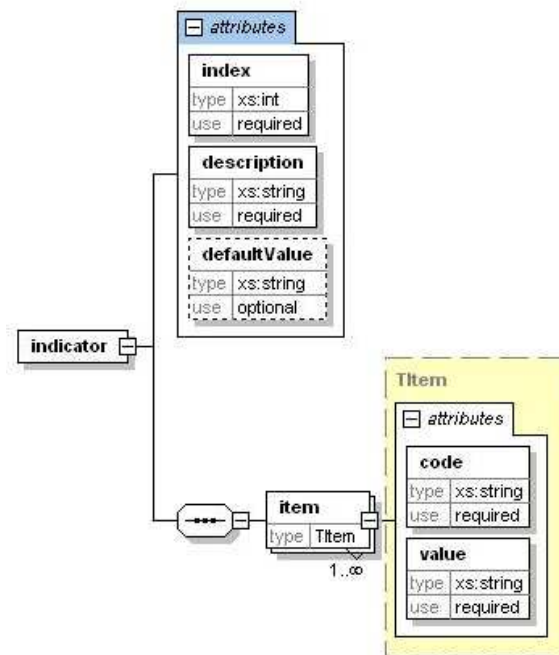 attributes
index
type xs:int
use required
description
type xs:string
use required
defaultValue
type xs:string
use optional
indicator
TItem
attributes
code
type xs:string
use required
item
type TItem
1..∞
value
type xs:string
use required